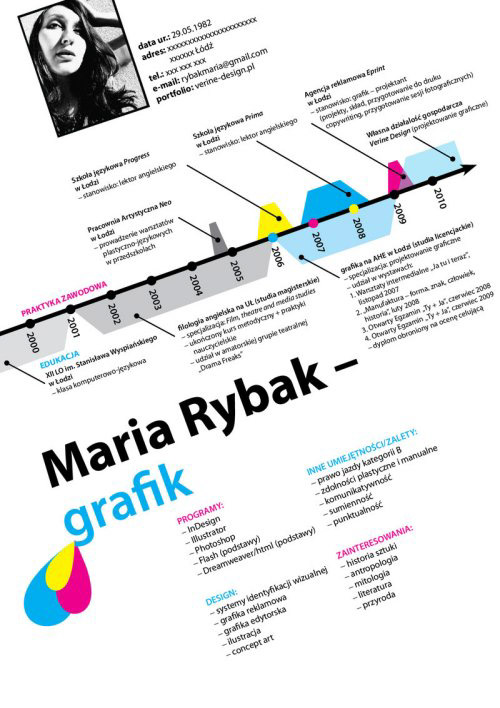 data ur.: 29.05.1982
adres: xxxxxxxxxxxxxxxxxxxxxx
xxxxxx Łódź
tel.: xxx xxx xxx
e-mail: rybakmaria@gmail.com
portfolio: verine-design.pl
Szkoła językowa Progress
w Łodzi
– stanowisko: lektor angielskiego
Szkoła językowa Prima
w Łodzi
– stanowisko: lektor angielskiego
Agencja reklamowa Eprint
w Łodzi
– stanowisko: grafik – projektant
(projekty, skład, przygotowanie do druku
copywriting, przygotowanie sesji fotograficznych)
Własna działalność gospodarcza
Verine Design (projektowanie graficzne)
Pracownia Artystyczna Neo
w Łodzi
– prowadzenie warsztatów
plastyczno-językowych
w przedszkolach
PRAKTYKA ZAWODOWA
2000
2001
2002
2003
2004
2005
2006
2007
2008
2009
2010
EDUKACJA
XII LO im. Stanisława Wyspiańskiego
w Łodzi
– klasa komputerowo-językowa
filologia angielska na UŁ (studia magisterskie)
– specjalizacja: Film, theatre and media studies
– ukończony kurs metodyczny + praktyki
nauczycielskie
– udział w amatorskiej grupie teatralnej
„Drama Freaks”
grafika na AHE w Łodzi (studia licencjackie)
– specjalizacja: projektowanie graficzne
– udział w wystawach:
1. Warsztaty intermedialne „Ja tu i teraz”,
listopad 2007
2. „Manufaktura – forma, znak, człowiek,
historia”, luty 2008
3. Otwarty Egzamin „Ty + Ja”, czerwiec 2008
4. Otwarty Egzamin „Ty + Ja”, czerwiec 2009
– dyplom obroniony na ocenę celującą
Maria Rybak –
grafik
PROGRAMY:
– InDesign
– Illustrator
– Photoshop
– Flash (podstawy)
– Dreamweaver/html (podstawy)
INNE UMIEJĘTNOŚCI/ZALETY:
– prawo jazdy kategorii B
– zdolności plastyczne i manualne
– komunikatywność
– sumienność
– punktualność
DESIGN:
– systemy identyfikacji wizualnej
– grafika reklamowa
– grafika edytorska
– ilustracja
– concept art
ZAINTERESOWANIA:
– historia sztuki
– antropologia
– mitologia
– literatura
– przyroda